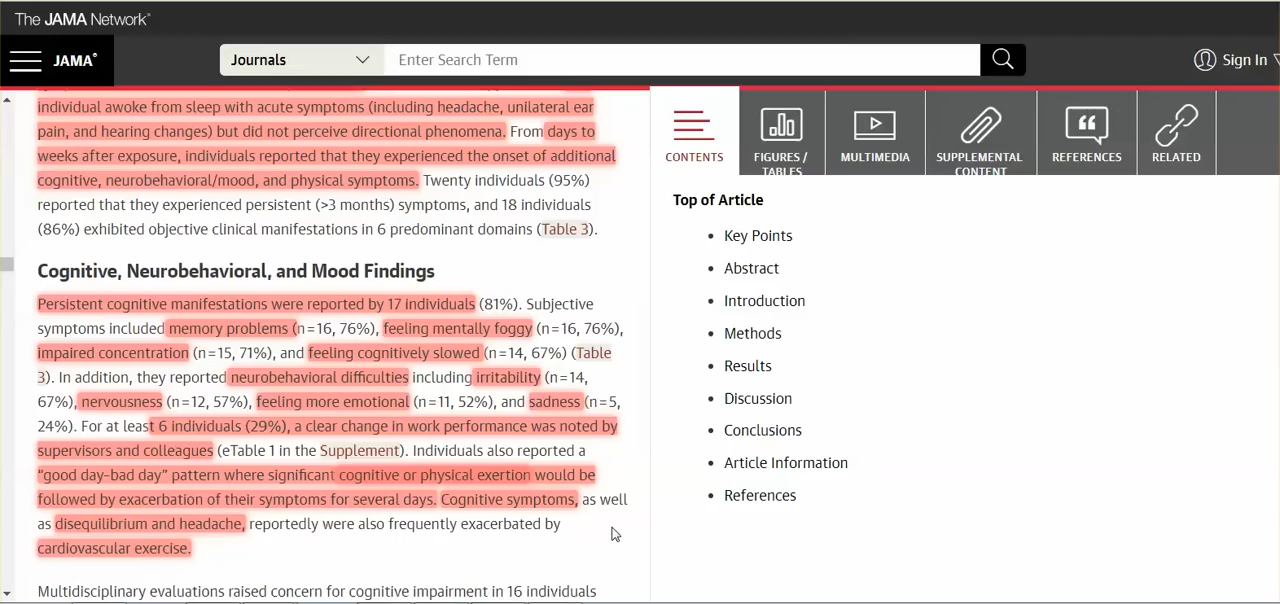 The JAMA Network®
JAMA®
Journals
Enter Search Term
Sign In
individual awoke from sleep with acute symptoms (including headache, unilateral ear
pain, and hearing changes) but did not perceive directional phenomena. From days to
weeks after exposure, individuals reported that they experienced the onset of additional
cognitive, neurobehavioral/mood, and physical symptoms. Twenty individuals (95%)
reported that they experienced persistent (>3 months) symptoms, and 18 individuals
(86%) exhibited objective clinical manifestations in 6 predominant domains (Table 3).
Cognitive, Neurobehavioral, and Mood Findings
Persistent cognitive manifestations were reported by 17 individuals (81%). Subjective
symptoms included memory problems (n=16, 76%), feeling mentally foggy (n=16, 76%),
impaired concentration (n=15, 71%), and feeling cognitively slowed (n=14, 67%) (Table
3). In addition, they reported neurobehavioral difficulties including irritability (n=14,
67%), nervousness (n=12, 57%), feeling more emotional (n=11, 52%), and sadness (n=5,
24%). For at least 6 individuals (29%), a clear change in work performance was noted by
supervisors and colleagues (eTable 1 in the Supplement). Individuals also reported a
“good day–bad day” pattern where significant cognitive or physical exertion would be
followed by exacerbation of their symptoms for several days. Cognitive symptoms, as well
as disequilibrium and headache, reportedly were also frequently exacerbated by
cardiovascular exercise.
Multidisciplinary evaluations raised concern for cognitive impairment in 16 individuals
CONTENTS
FIGURES /
TABLES
MULTIMEDIA
SUPPLEMENTAL
CONTENT
REFERENCES
RELATED
Top of Article
• Key Points
• Abstract
• Introduction
• Methods
• Results
• Discussion
• Conclusions
• Article Information
• References